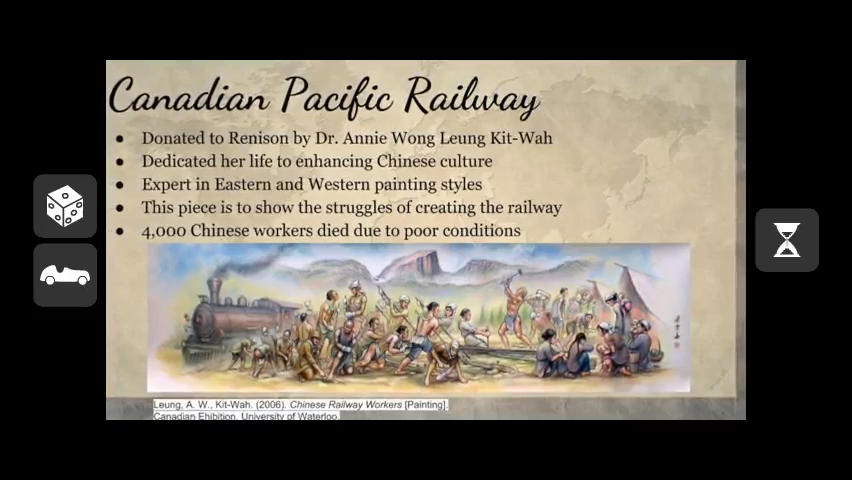 Canadian Pacific Railway
● Donated to Renison by Dr. Annie Wong Leung Kit-Wah
● Dedicated her life to enhancing Chinese culture
● Expert in Eastern and Western painting styles
● This piece is to show the struggles of creating the railway
● 4,000 Chinese workers died due to poor conditions
Leung, A. W., Kit-Wah. (2006). Chinese Railway Workers [Painting].
Canadian Ehibition. University of Waterloo.